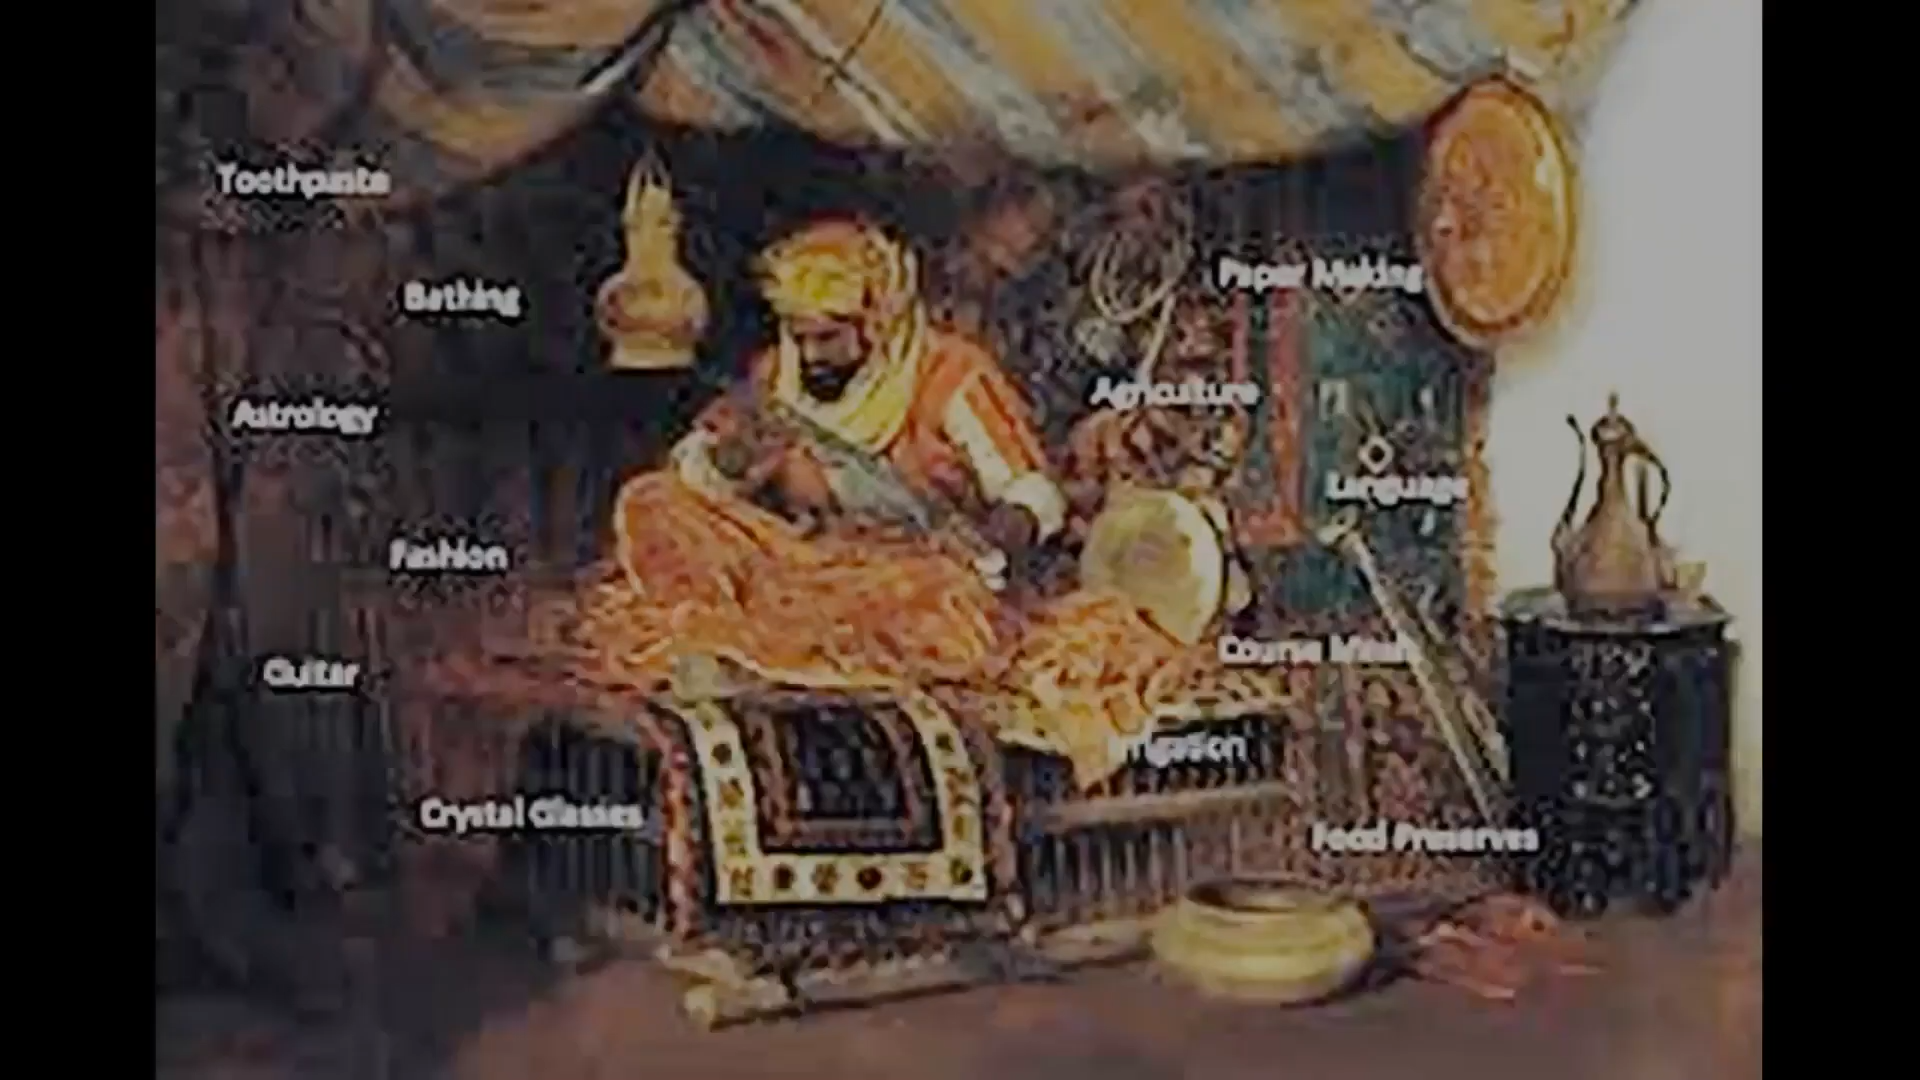 Toothpaste
Bathing
Astrology
Fashion
Guitar
Crystal Glasses
Paper Making
Agriculture
Language
Course Meals
Irrigation
Food Preserves